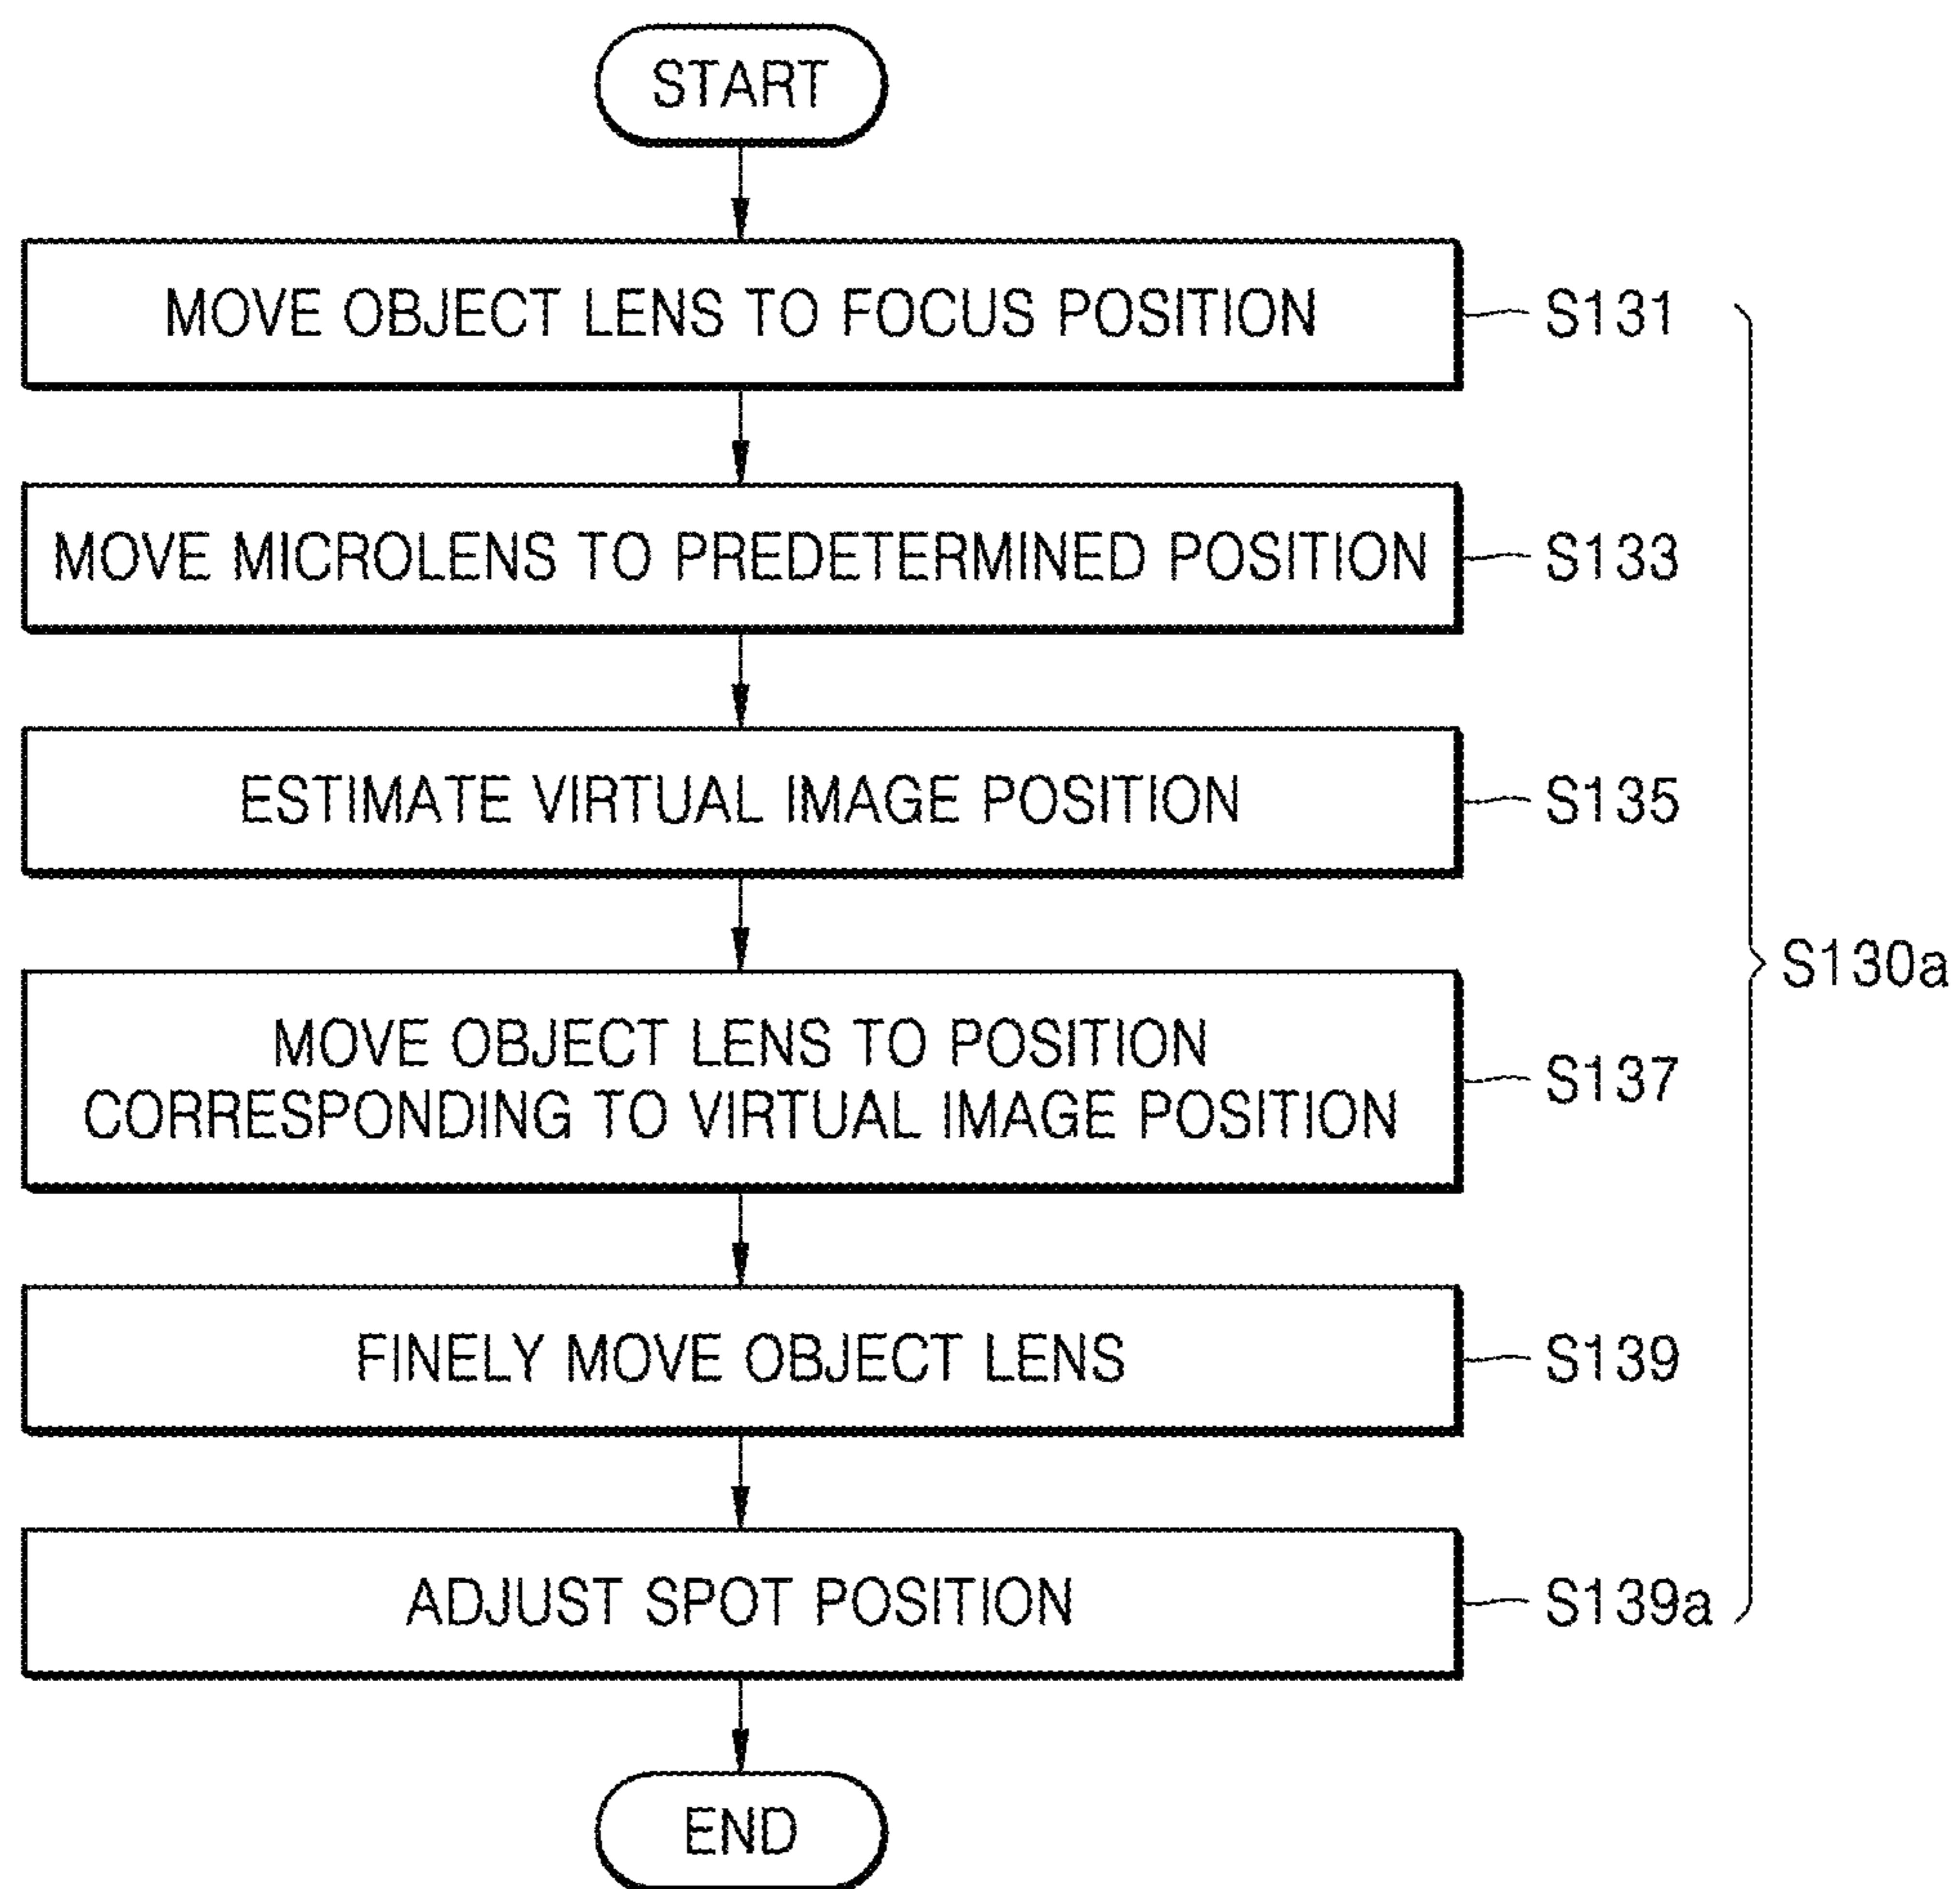 START
MOVE OBJECT LENS TO FOCUS POSITION
S131
MOVE MICROLENS TO PREDETERMINED POSITION
S133
ESTIMATE VIRTUAL IMAGE POSITION
S135
S130a
MOVE OBJECT LENS TO POSITION
CORRESPONDING TO VIRTUAL IMAGE POSITION
S137
FINELY MOVE OBJECT LENS
S139
ADJUST SPOT POSITION
S139a
END